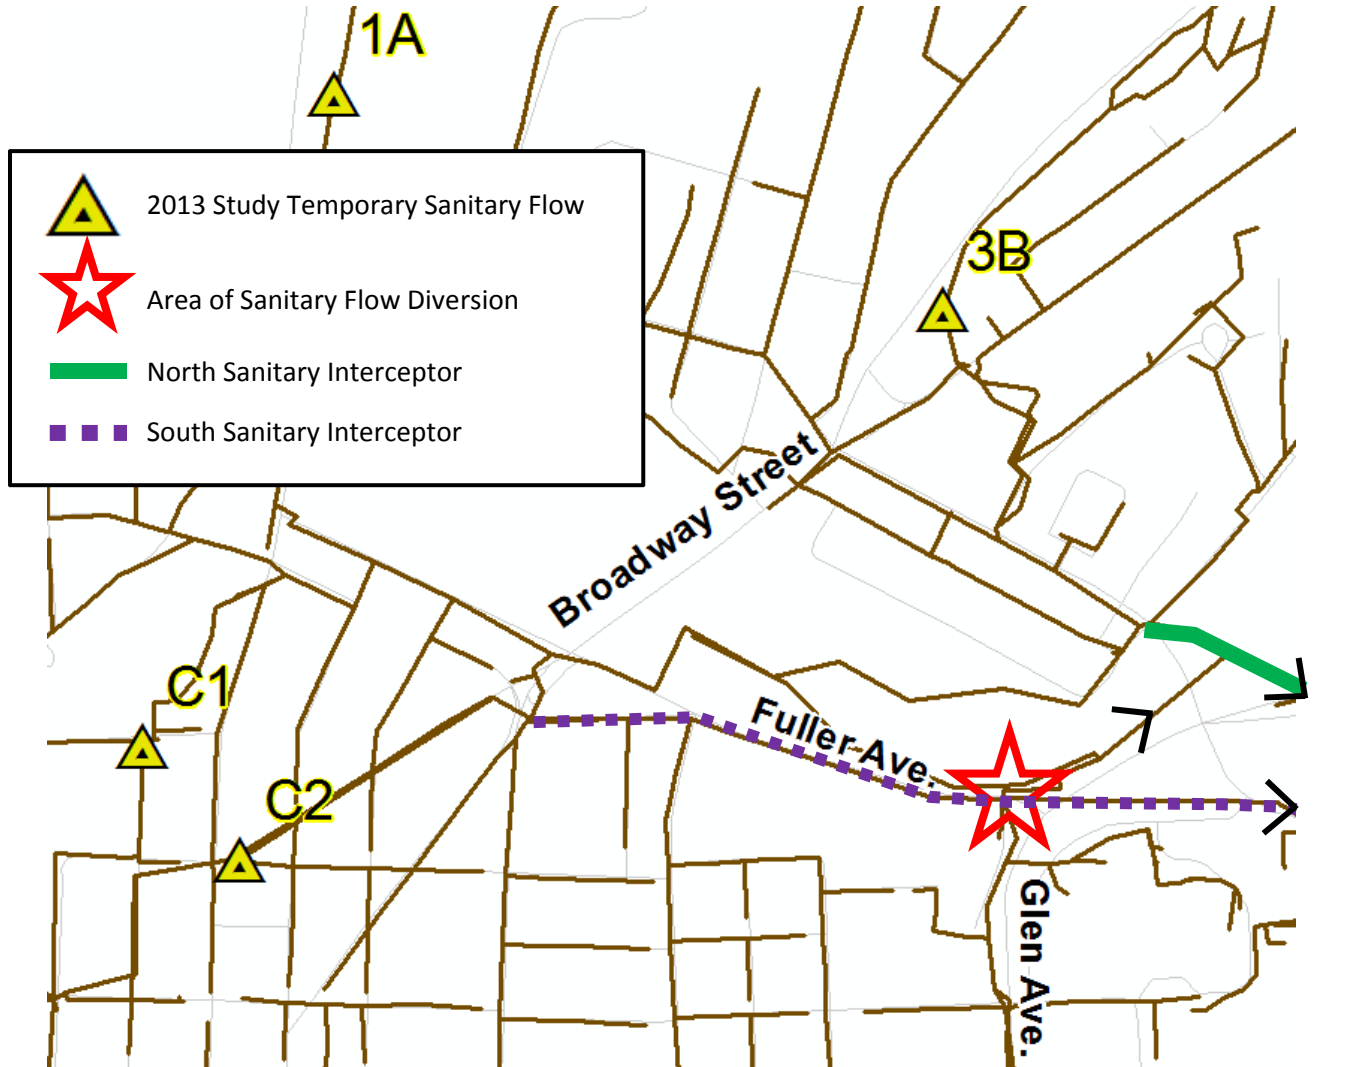 1A
2013 Study Temporary Sanitary Flow
Area of Sanitary Flow Diversion
North Sanitary Interceptor
South Sanitary Interceptor
3B
Broadway Street
C1
Fuller Ave.
C2
Glen Ave.